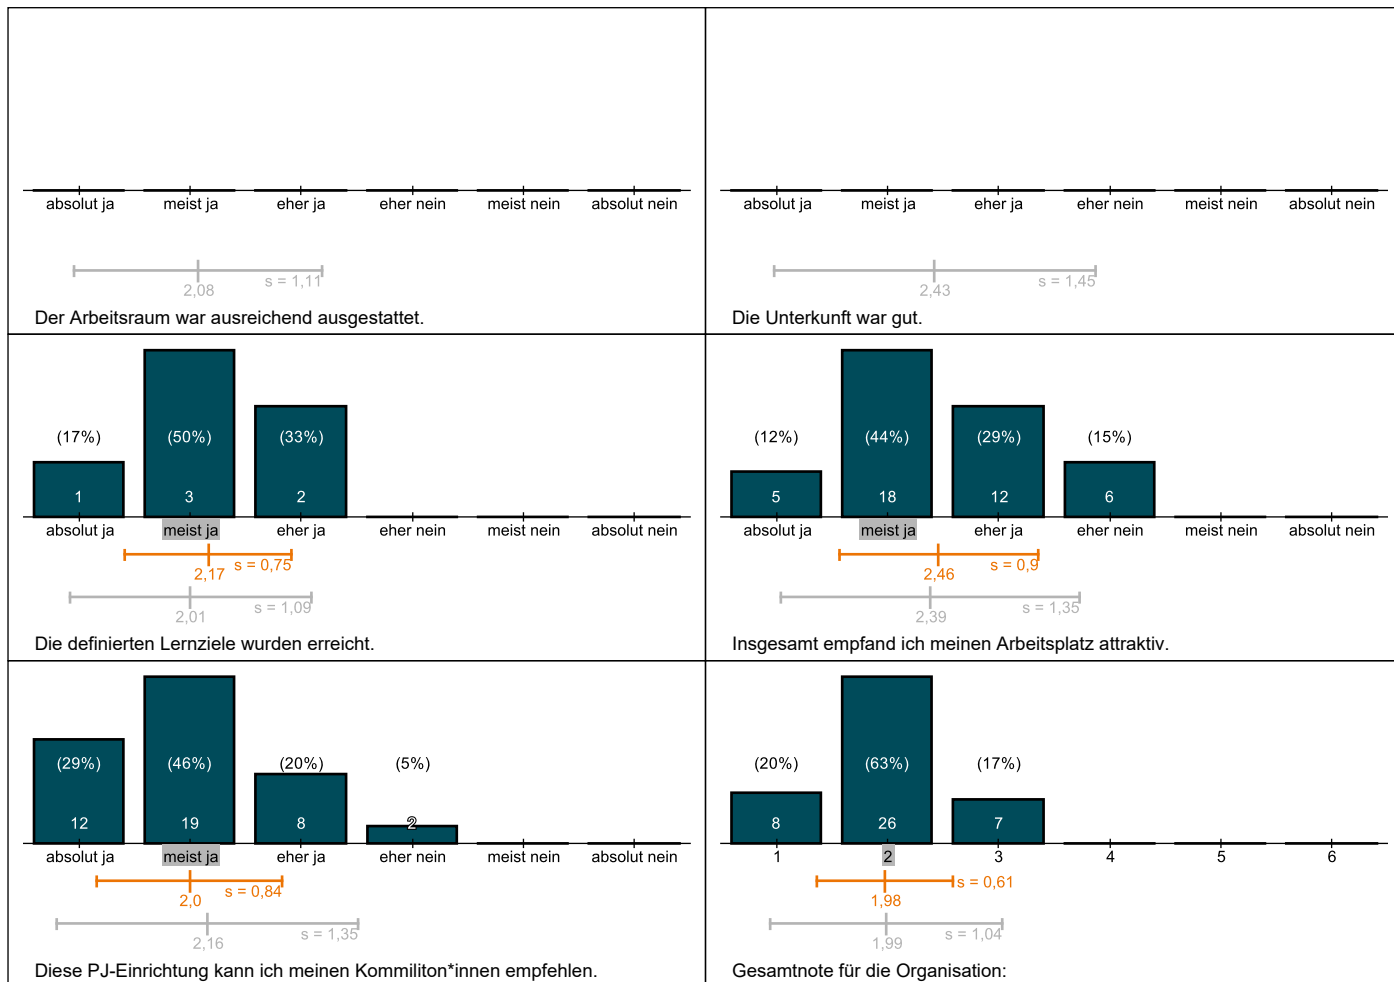 absolut ja meist ja eher ja eher nein meist nein absolut nein
s = 1,11
2,08
Der Arbeitsraum war ausreichend ausgestattet.
absolut ja meist ja eher ja eher nein meist nein absolut nein
s = 1,45
2,43
Die Unterkunft war gut.
(17%) (50%) (33%)
1 3 2
absolut ja meist ja eher ja eher nein meist nein absolut nein
s = 0,75
2,17
s = 1,09
2,01
Die definierten Lernziele wurden erreicht.
(12%) (44%) (29%) (15%)
5 18 12 6
absolut ja meist ja eher ja eher nein meist nein absolut nein
s = 0,9
2,46
s = 1,35
2,39
Insgesamt empfand ich meinen Arbeitsplatz attraktiv.
(29%) (46%) (20%) (5%)
12 19 8 2
absolut ja meist ja eher ja eher nein meist nein absolut nein
s = 0,84
2,0
s = 1,35
2,16
Diese PJ-Einrichtung kann ich meinen Kommiliton*innen empfehlen.
(20%) (63%) (17%)
8 26 7
1 2 3 4 5 6
s = 0,61
1,98
s = 1,04
1,99
Gesamtnote für die Organisation: